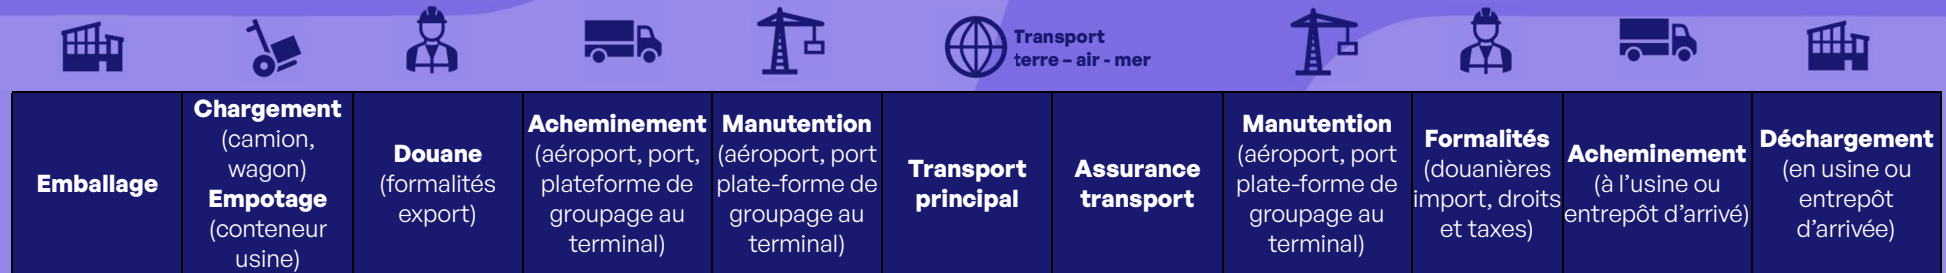 Transport
terre – air - mer
Emballage
Chargement
(camion,
wagon)
Empotage
(conteneur
usine)
Douane
(formalités
export)
Acheminement
(aéroport, port,
plateforme de
groupage au
terminal)
Manutention
(aéroport, port
plate-forme de
groupage au
terminal)
Transport
principal
Assurance
transport
Manutention
(aéroport, port
plate-forme de
groupage au
terminal)
Formalités
(douanières
import, droits
et taxes)
Acheminement
(à l'usine ou
entrepôt d'arrivé)
Déchargement
(en usine ou
entrepôt
d'arrivée)